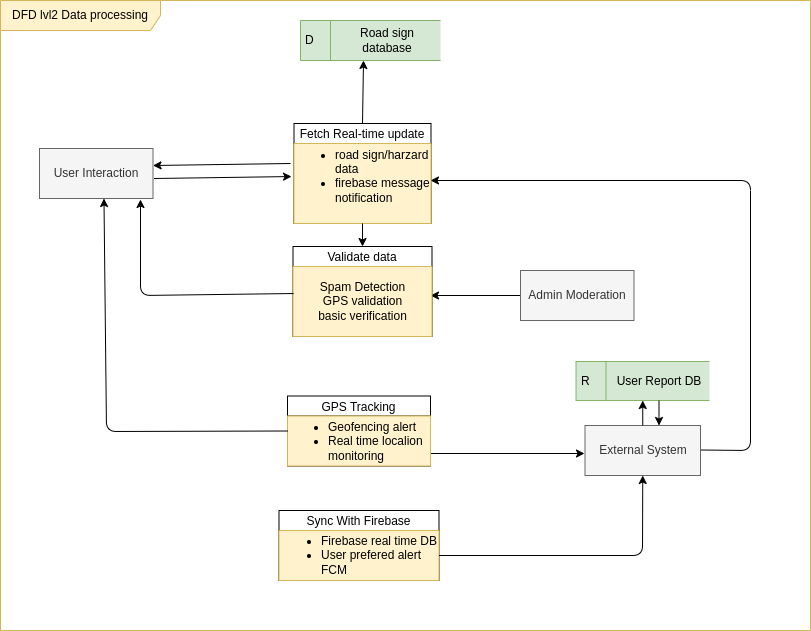 DFD lvl2 Data processing
D
Road sign
database
Fetch Real-time update
road sign/harzard
data
firebase message
notification
User Interaction
Validate data
Spam Detection
GPS validation
basic verification
Admin Moderation
R
User Report DB
GPS Tracking
Geofencing alert
Real time localion
monitoring
External System
Sync With Firebase
Firebase real time DB
User prefered alert
FCM